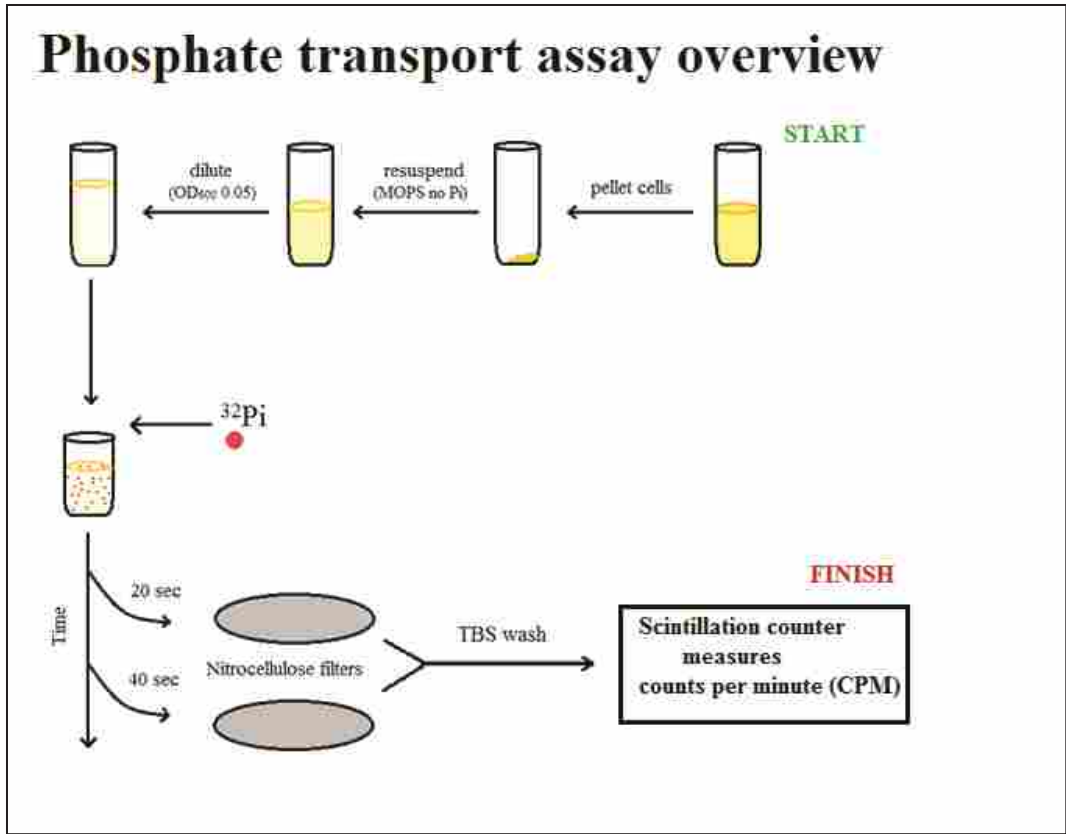 Phosphate transport assay overview
START
pellet cells
resuspend
(MOPS no Pi)
dilute
(OD₆₀₀ 0.05)
³²Pi
Time
20 sec
40 sec
Nitrocellulose filters
TBS wash
FINISH
Scintillation counter
measures
counts per minute (CPM)